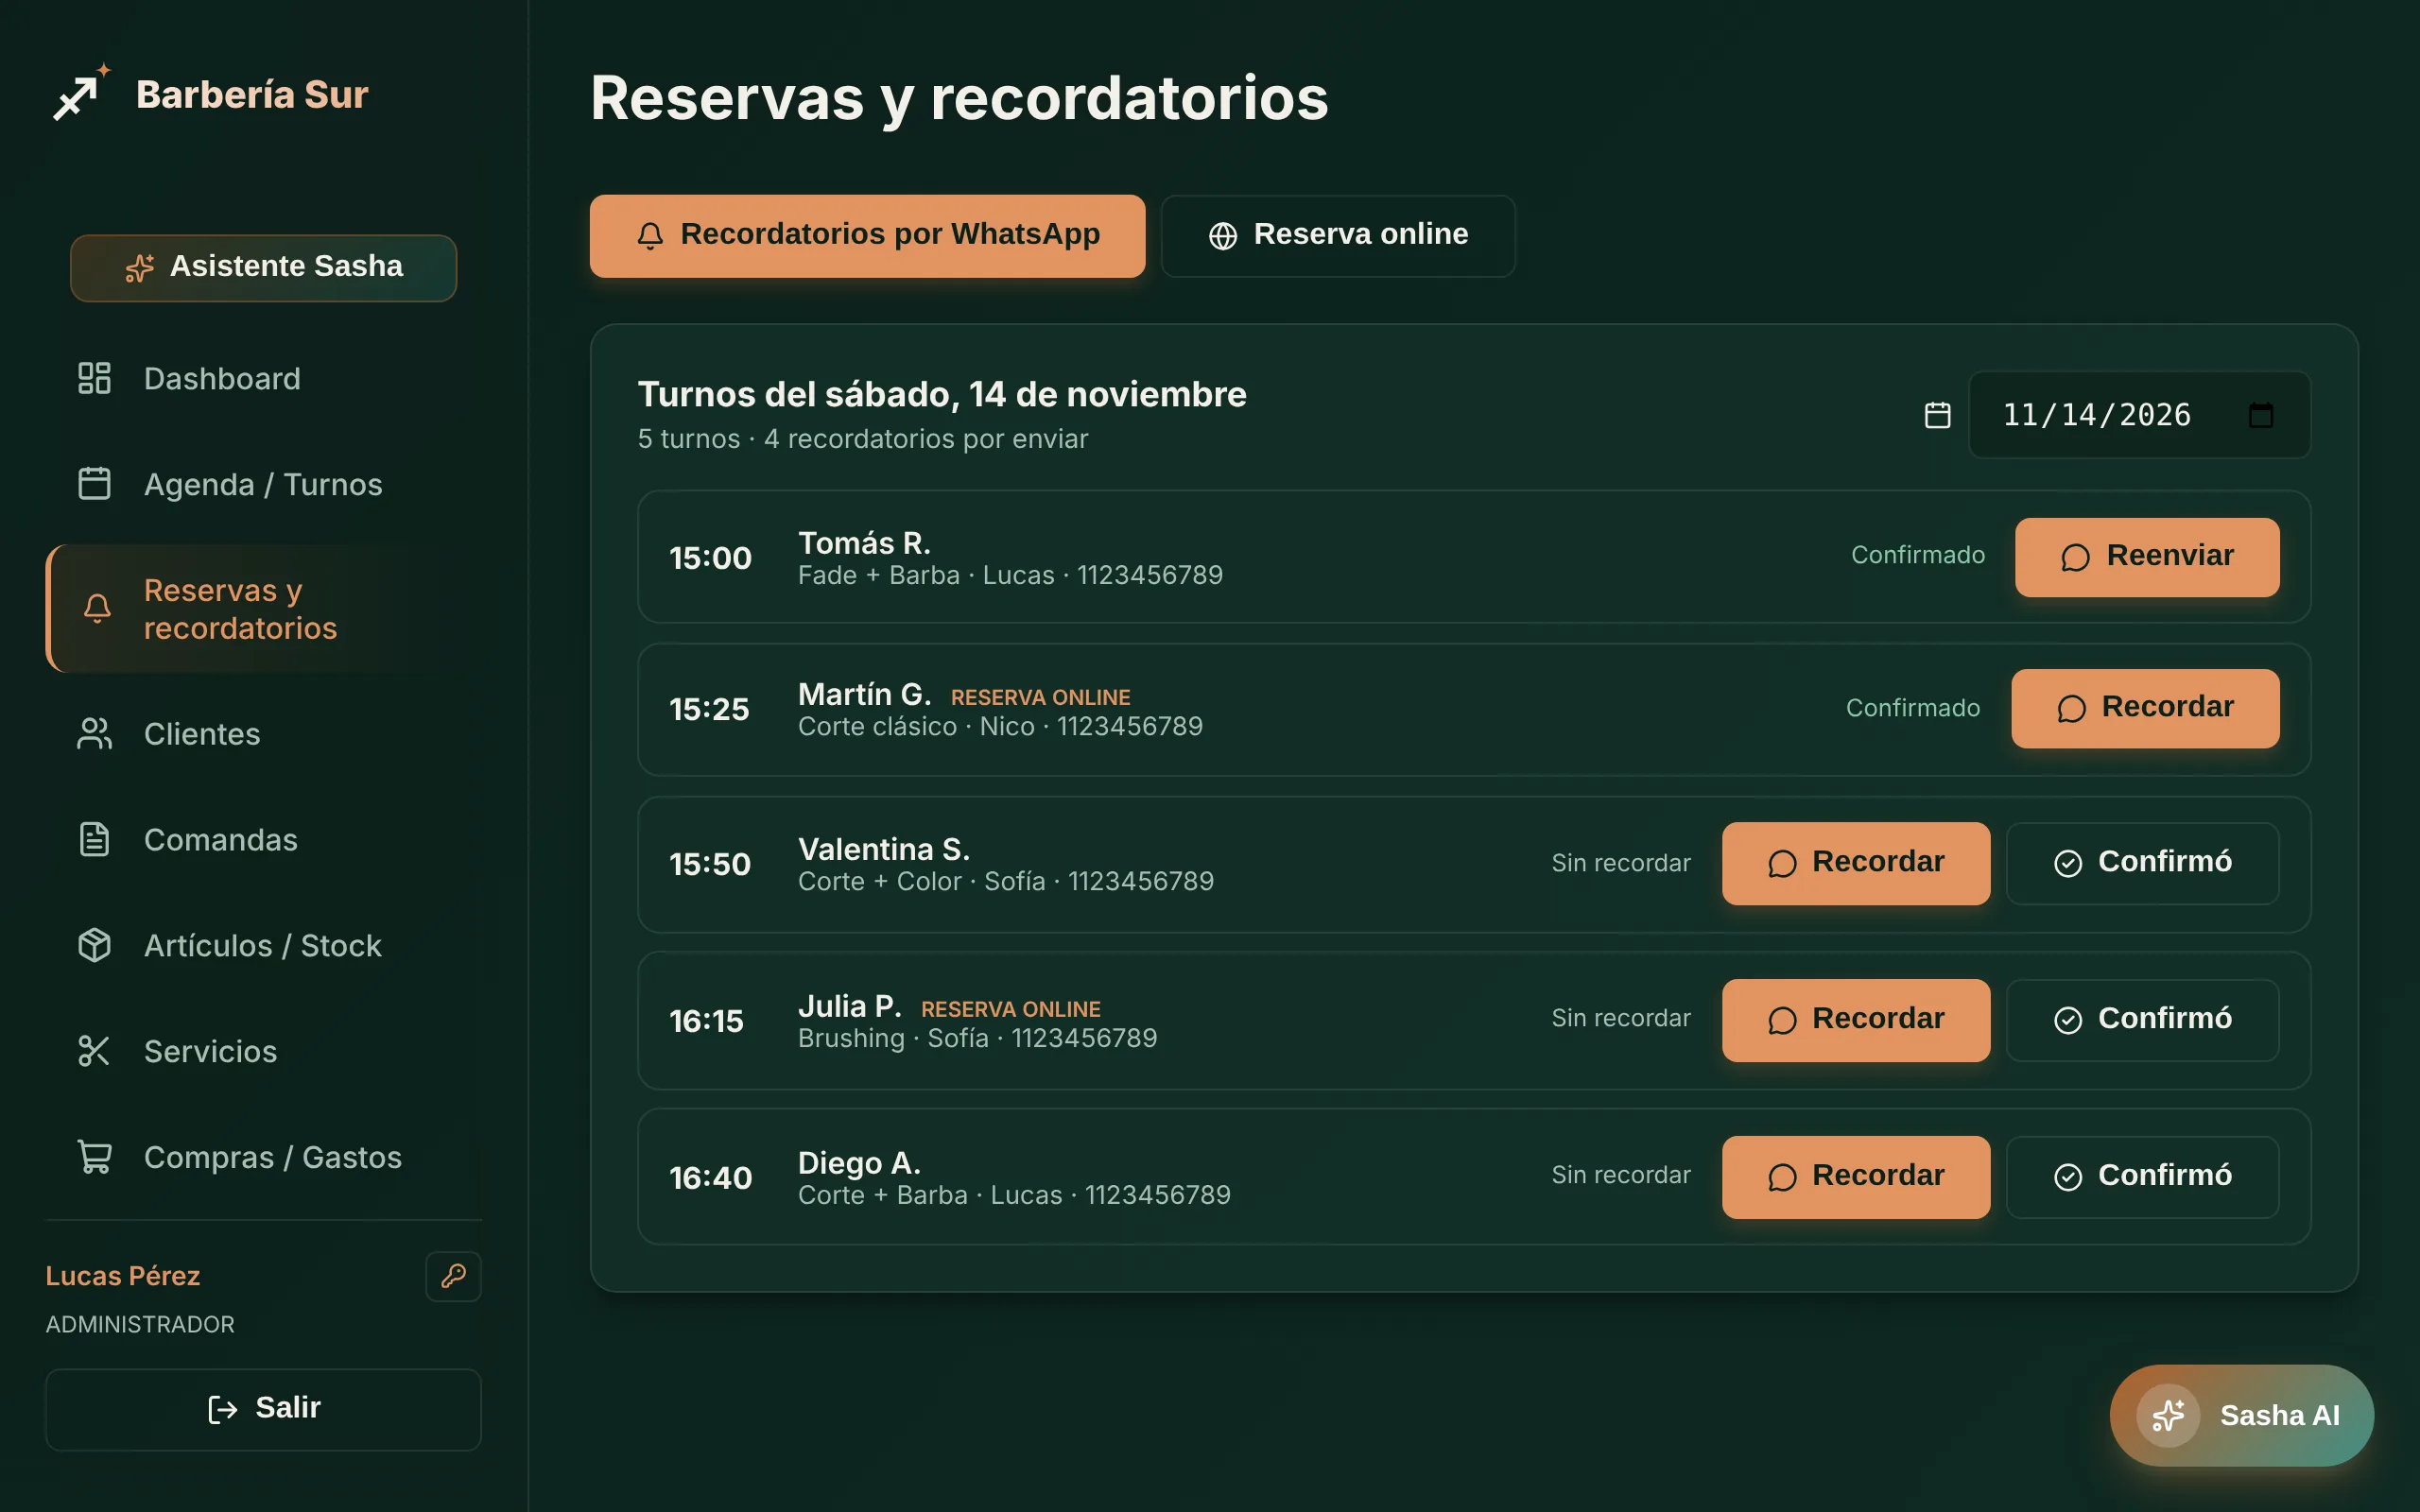 Barbería Sur
Asistente Sasha
Dashboard
Agenda / Turnos
Reservas y
recordatorios
Clientes
Comandas
Artículos / Stock
Servicios
Compras / Gastos
Lucas Pérez
ADMINISTRADOR
Salir
Reservas y recordatorios
Recordatorios por WhatsApp
Reserva online
Turnos del sábado, 14 de noviembre
5 turnos · 4 recordatorios por enviar
11/14/2026
15:00
Tomás R.
Fade + Barba · Lucas · 1123456789
Confirmado
Reenviar
15:25
Martín G. RESERVA ONLINE
Corte clásico · Nico · 1123456789
Confirmado
Recordar
15:50
Valentina S.
Corte + Color · Sofía · 1123456789
Sin recordar
Recordar
Confirmó
16:15
Julia P. RESERVA ONLINE
Brushing · Sofía · 1123456789
Sin recordar
Recordar
Confirmó
16:40
Diego A.
Corte + Barba · Lucas · 1123456789
Sin recordar
Recordar
Confirmó
Sasha AI